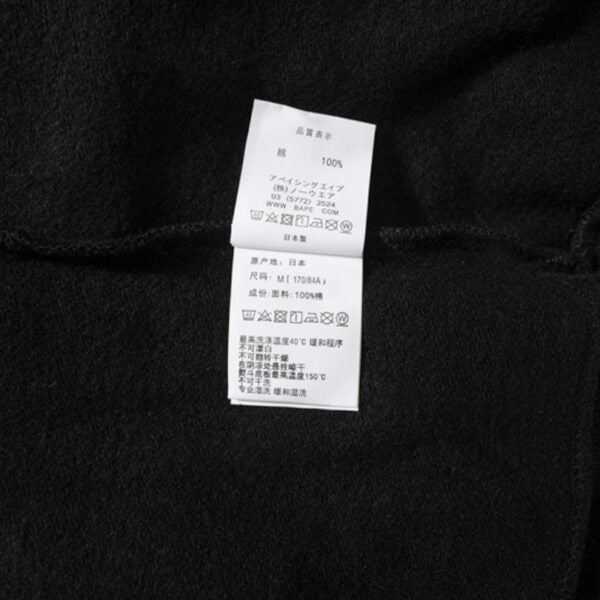 品質表示
綿 100%
アベイシングエイプ
(株)ノーウエア
03 (5772) 2524
WWW BAPE COM
日本製
原产地：日本
尺码：M[170/84A]
成份：面料：100%棉
最高洗涤温度40℃ 缓和程序
不可漂白
不可翻转干燥
在阴凉处悬挂晾干
熨斗底板最高温度150℃
不可干洗
专业湿洗 缓和湿洗